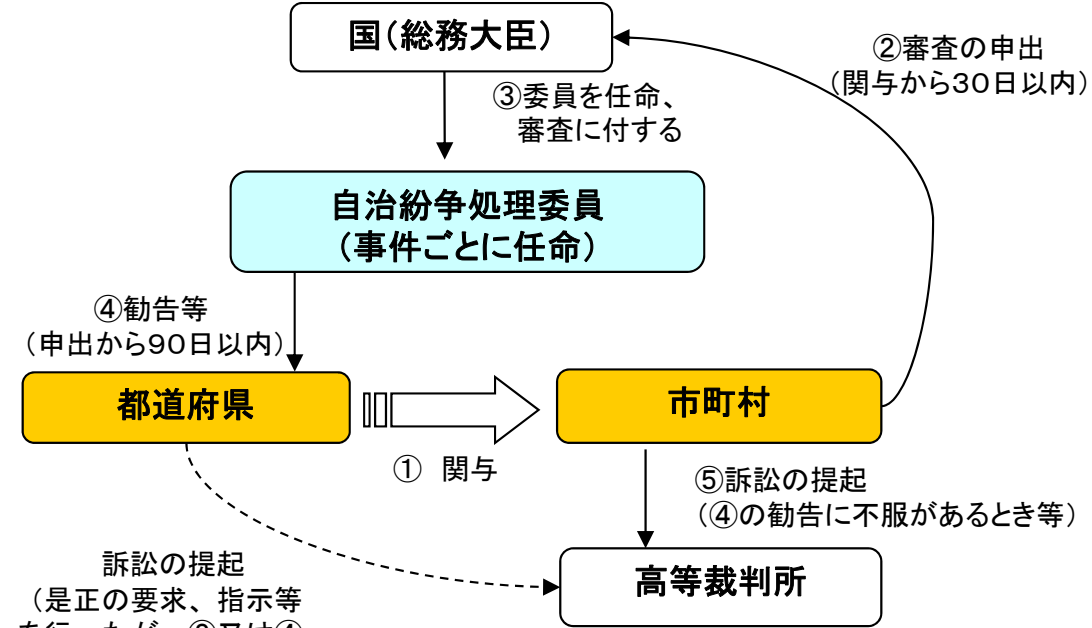 国(総務大臣)
②審査の申出
(関与から30日以内)
③委員を任命、
審査に付する
自治紛争処理委員
(事件ごとに任命)
④勧告等
(申出から90日以内)
都道府県
市町村
① 関与
⑤訴訟の提起
(④の勧告に不服があるとき等)
高等裁判所
訴訟の提起
(是正の要求、指示等